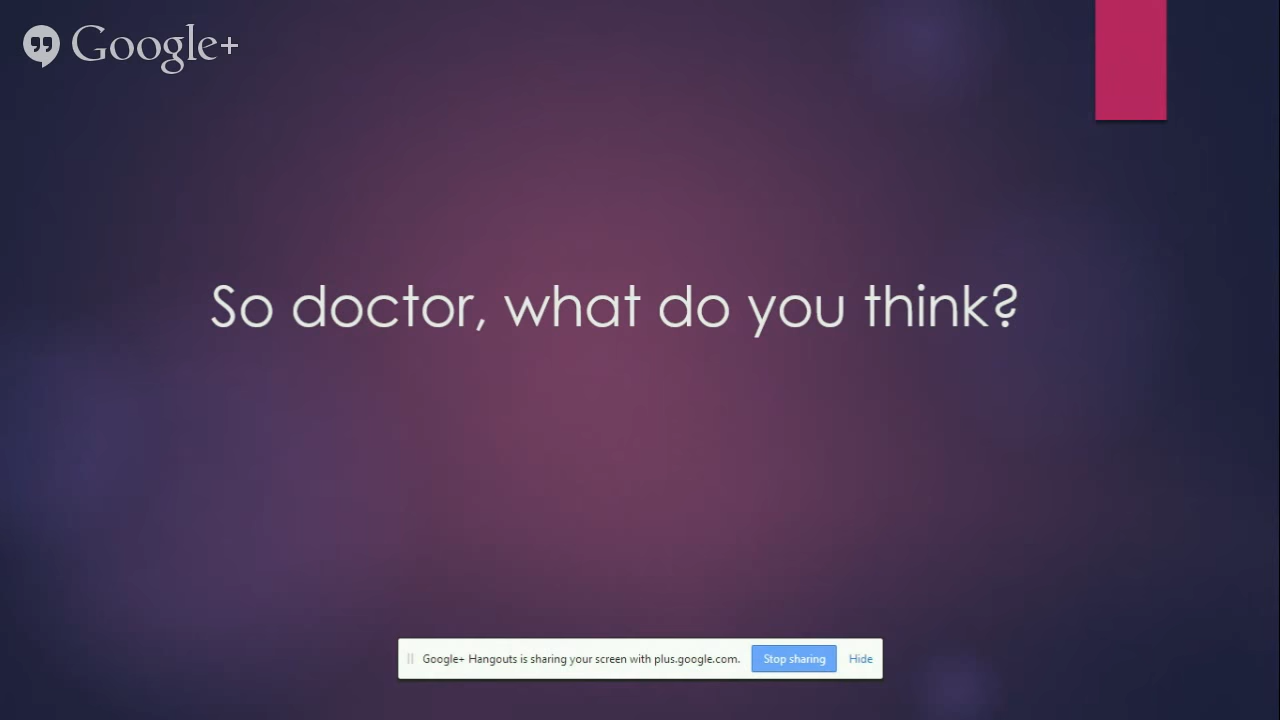 Google+
So doctor, what do you think?
Google+ Hangouts is sharing your screen with plus.google.com. Stop sharing Hide